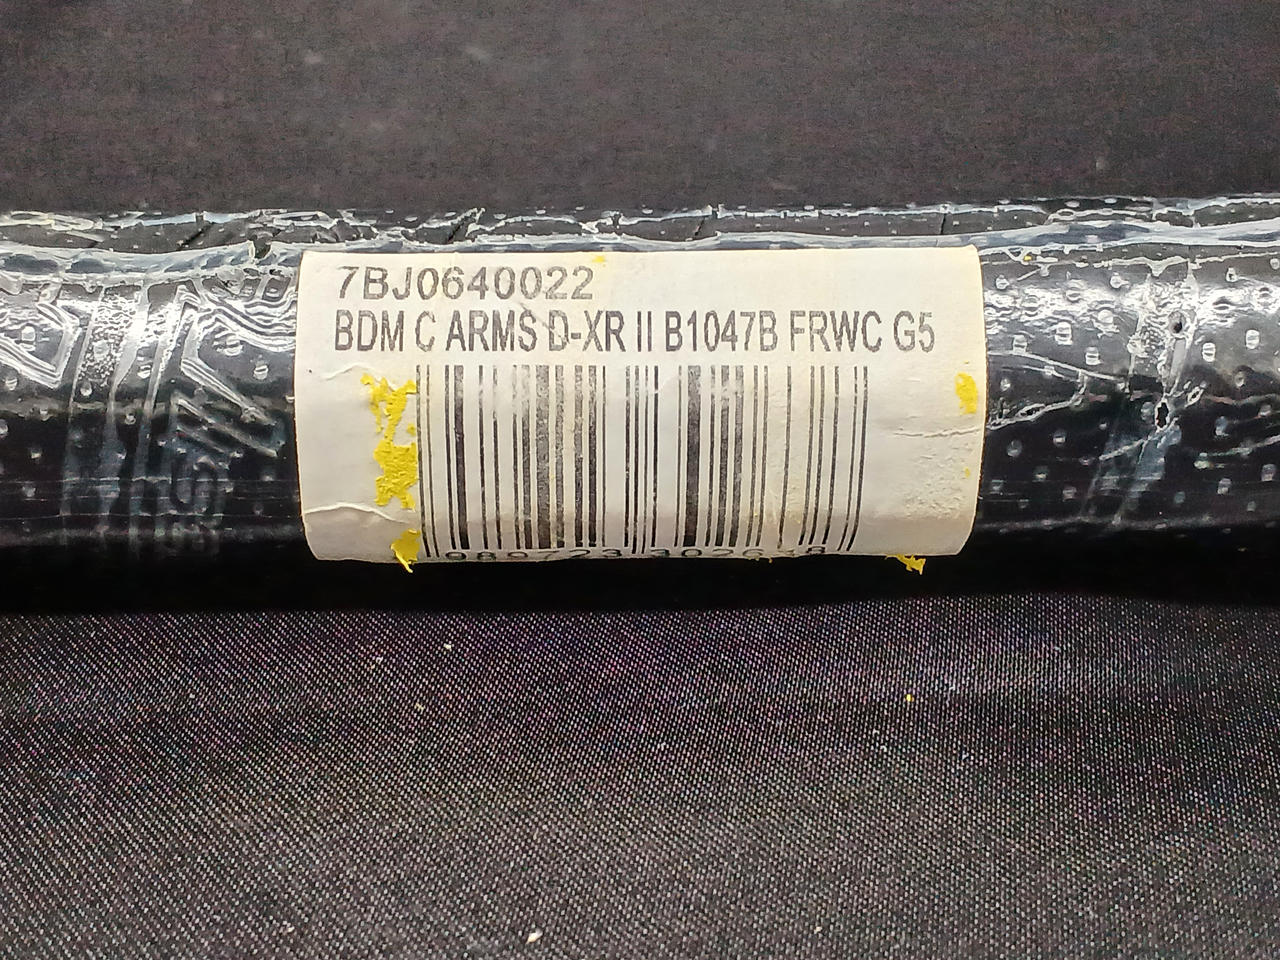 7BJ0640022
BDM C ARMS D-XR II B1047B FRWC G5